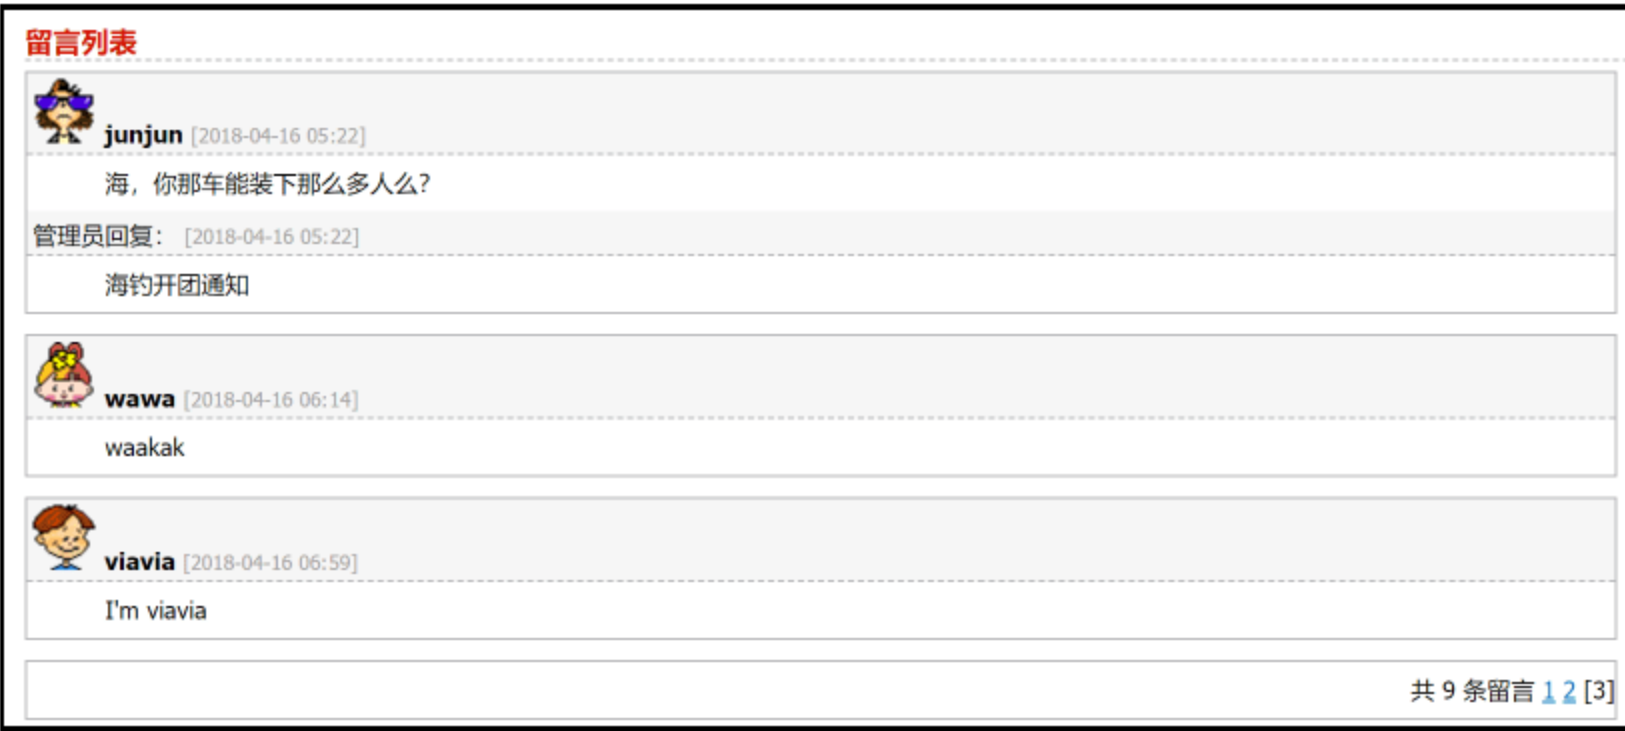 留言列表
junjun [2018-04-16 05:22]
海，你那车能装下那么多人么？
管理员回复： [2018-04-16 05:22]
海钓开团通知
wawa [2018-04-16 06:14]
waakak
viavia [2018-04-16 06:59]
I'm viavia
共 9 条留言 1 2 [3]